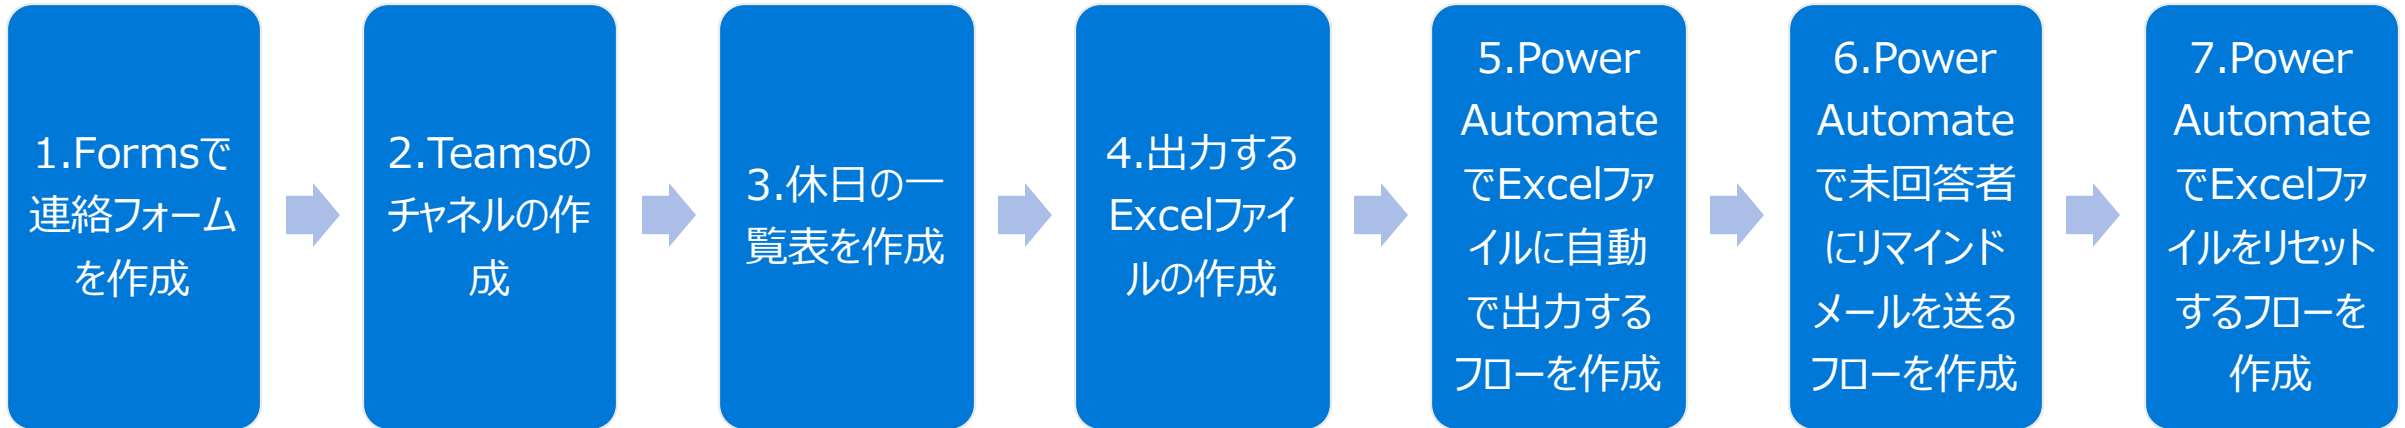 1.Formsで
連絡フォーム
を作成
2.Teamsの
チャネルの作
成
3.休日の一
覧表を作成
4.出力する
Excelファイ
ルの作成
5.Power
Automate
でExcelファ
イルに自動
で出力する
フローを作成
6.Power
Automate
で未回答者
にリマインド
メールを送る
フローを作成
7.Power
Automate
でExcelファ
イルをリセット
するフローを
作成